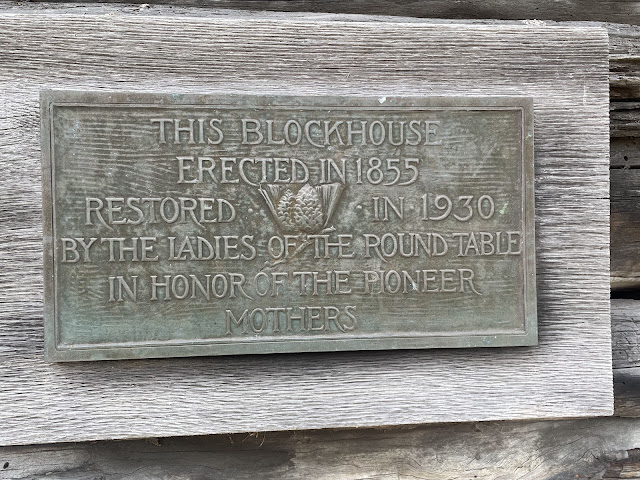 THIS BLOCKHOUSE
ERECTED IN 1855
RESTORED · · IN · 1930
BY THE LADIES OF THE ROUND TABLE
IN HONOR OF THE PIONEER
MOTHERS